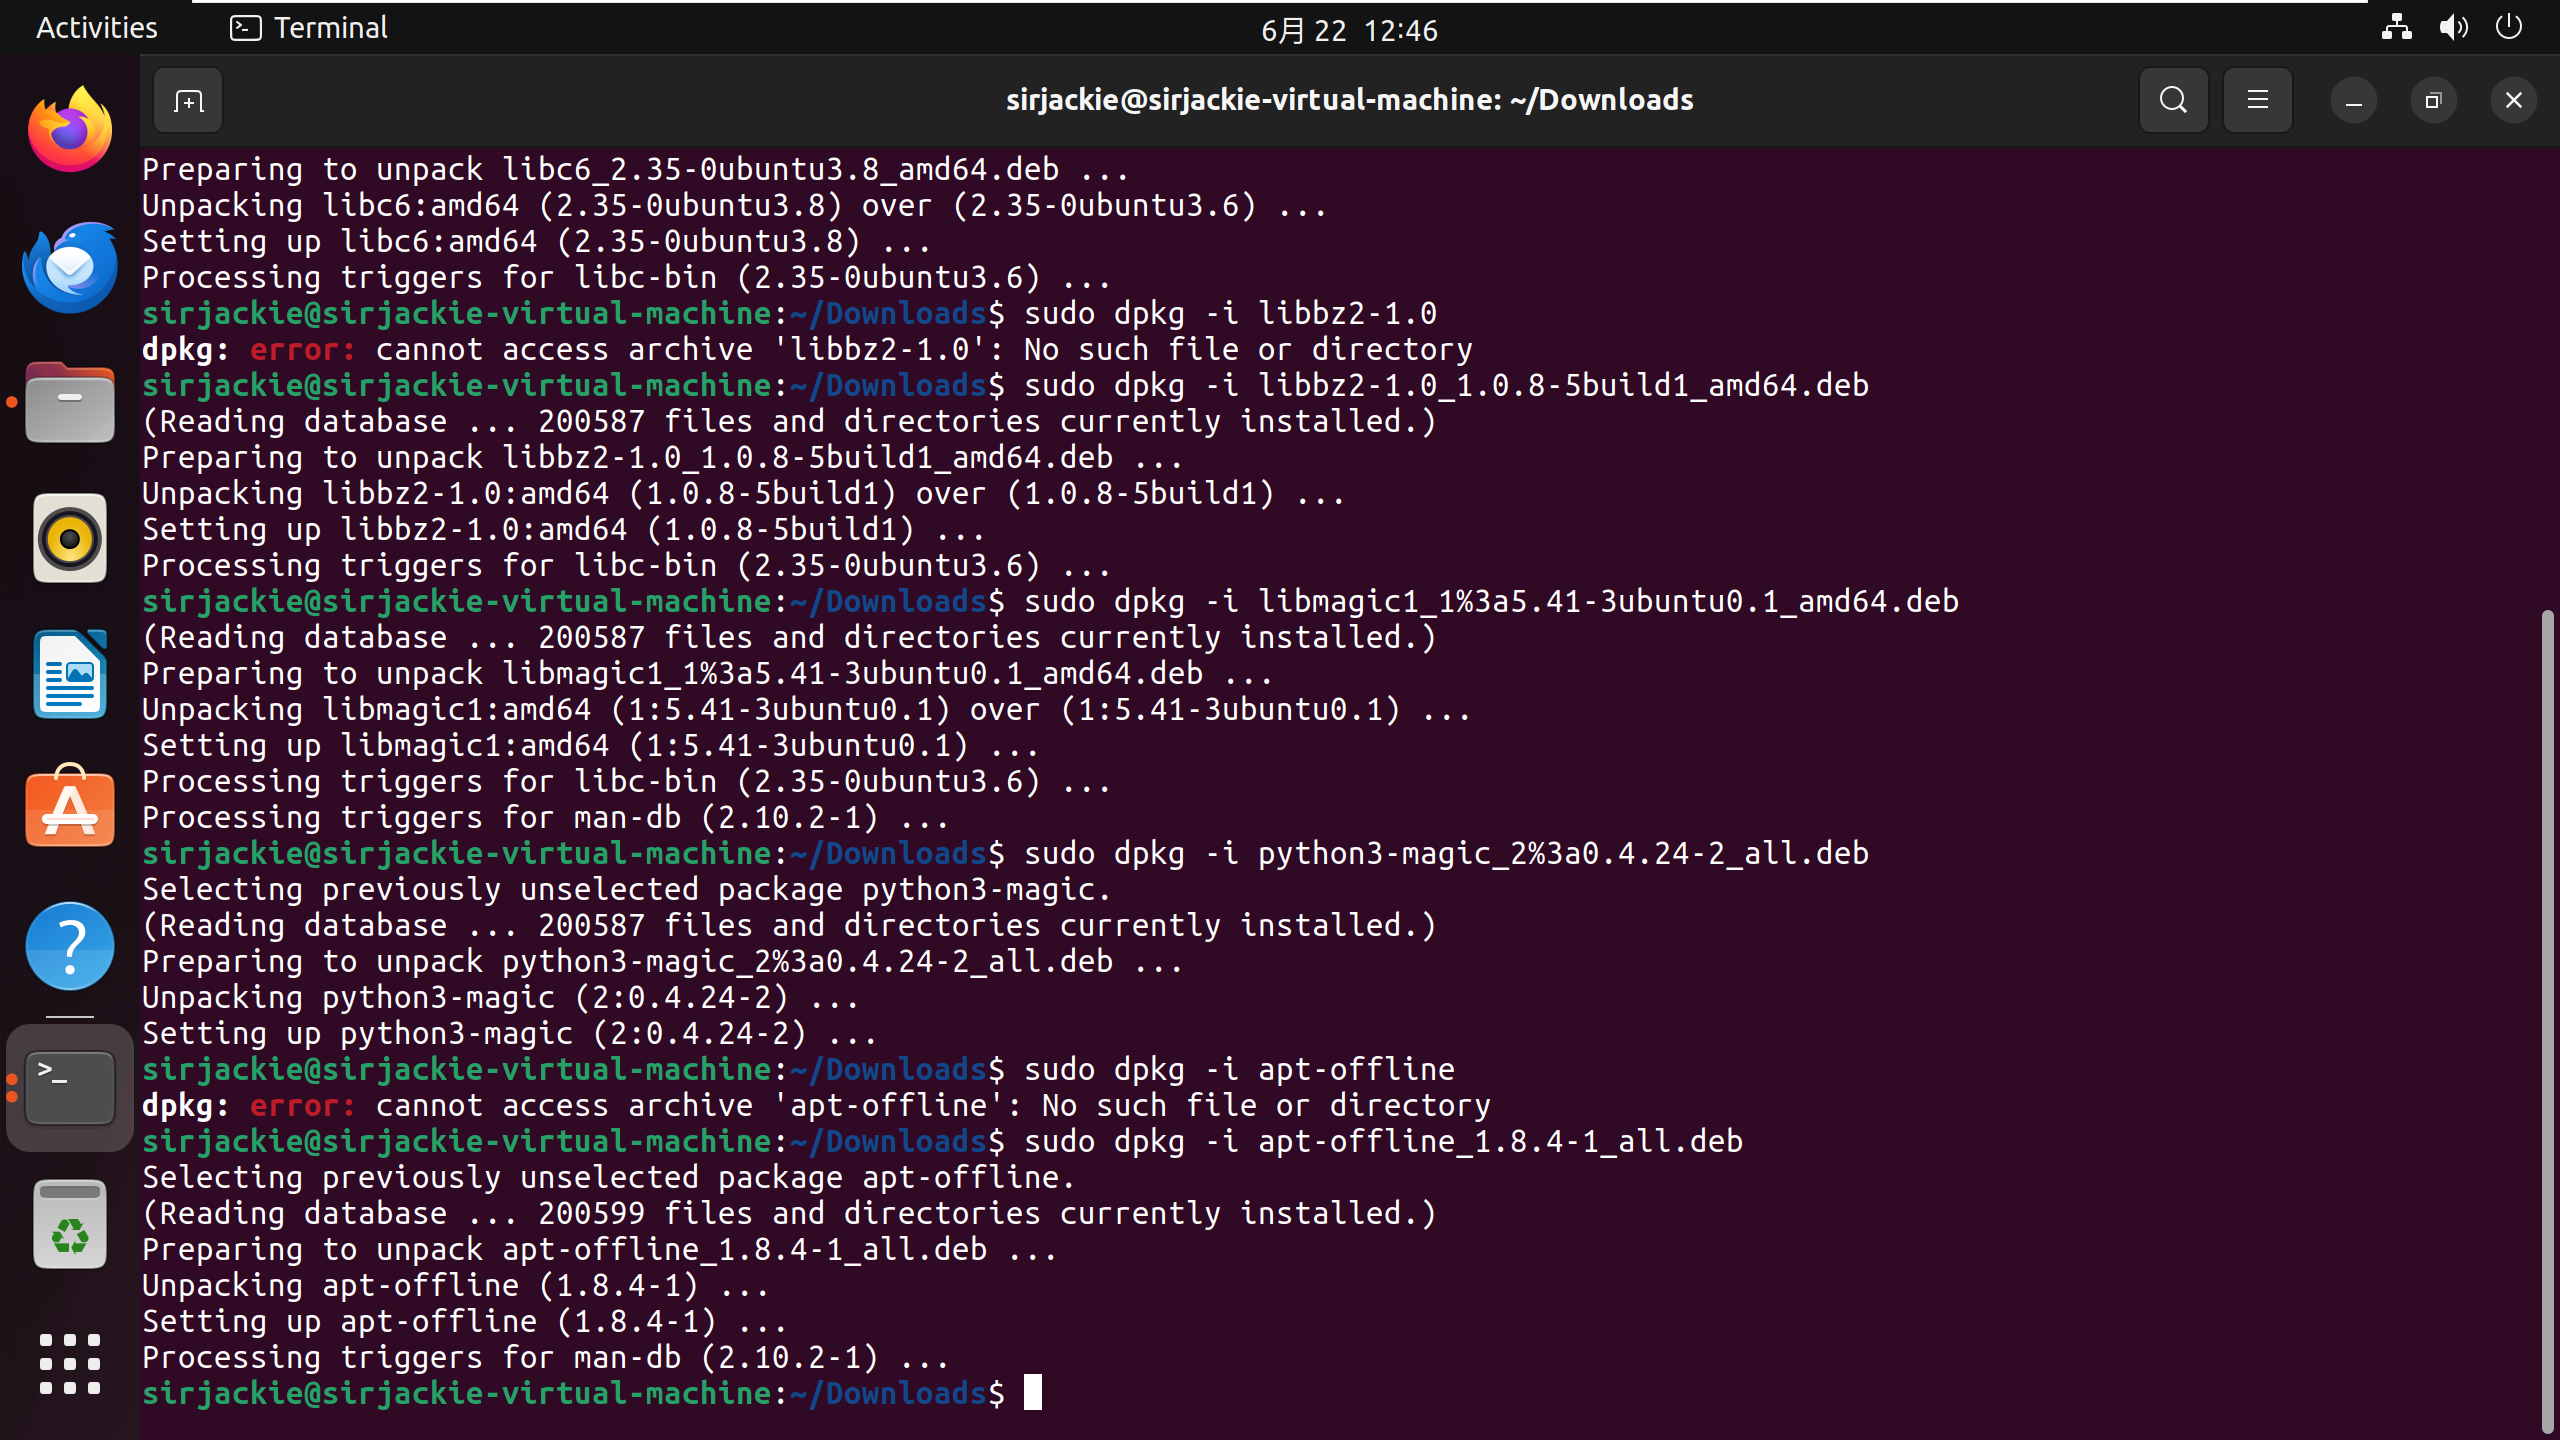 Activities
Terminal
6月 22 12:46
sirjackie@sirjackie-virtual-machine: ~/Downloads
Preparing to unpack libc6_2.35-0ubuntu3.8_amd64.deb ...
Unpacking libc6:amd64 (2.35-0ubuntu3.8) over (2.35-0ubuntu3.6) ...
Setting up libc6:amd64 (2.35-0ubuntu3.8) ...
Processing triggers for libc-bin (2.35-0ubuntu3.6) ...
sirjackie@sirjackie-virtual-machine:~/Downloads$ sudo dpkg -i libbz2-1.0
dpkg: error: cannot access archive 'libbz2-1.0': No such file or directory
sirjackie@sirjackie-virtual-machine:~/Downloads$ sudo dpkg -i libbz2-1.0_1.0.8-5build1_amd64.deb
(Reading database ... 200587 files and directories currently installed.)
Preparing to unpack libbz2-1.0_1.0.8-5build1_amd64.deb ...
Unpacking libbz2-1.0:amd64 (1.0.8-5build1) over (1.0.8-5build1) ...
Setting up libbz2-1.0:amd64 (1.0.8-5build1) ...
Processing triggers for libc-bin (2.35-0ubuntu3.6) ...
sirjackie@sirjackie-virtual-machine:~/Downloads$ sudo dpkg -i libmagic1_1%3a5.41-3ubuntu0.1_amd64.deb
(Reading database ... 200587 files and directories currently installed.)
Preparing to unpack libmagic1_1%3a5.41-3ubuntu0.1_amd64.deb ...
Unpacking libmagic1:amd64 (1:5.41-3ubuntu0.1) over (1:5.41-3ubuntu0.1) ...
Setting up libmagic1:amd64 (1:5.41-3ubuntu0.1) ...
Processing triggers for libc-bin (2.35-0ubuntu3.6) ...
Processing triggers for man-db (2.10.2-1) ...
sirjackie@sirjackie-virtual-machine:~/Downloads$ sudo dpkg -i python3-magic_2%3a0.4.24-2_all.deb
Selecting previously unselected package python3-magic.
(Reading database ... 200587 files and directories currently installed.)
Preparing to unpack python3-magic_2%3a0.4.24-2_all.deb ...
Unpacking python3-magic (2:0.4.24-2) ...
Setting up python3-magic (2:0.4.24-2) ...
sirjackie@sirjackie-virtual-machine:~/Downloads$ sudo dpkg -i apt-offline
dpkg: error: cannot access archive 'apt-offline': No such file or directory
sirjackie@sirjackie-virtual-machine:~/Downloads$ sudo dpkg -i apt-offline_1.8.4-1_all.deb
Selecting previously unselected package apt-offline.
(Reading database ... 200599 files and directories currently installed.)
Preparing to unpack apt-offline_1.8.4-1_all.deb ...
Unpacking apt-offline (1.8.4-1) ...
Setting up apt-offline (1.8.4-1) ...
Processing triggers for man-db (2.10.2-1) ...
sirjackie@sirjackie-virtual-machine:~/Downloads$